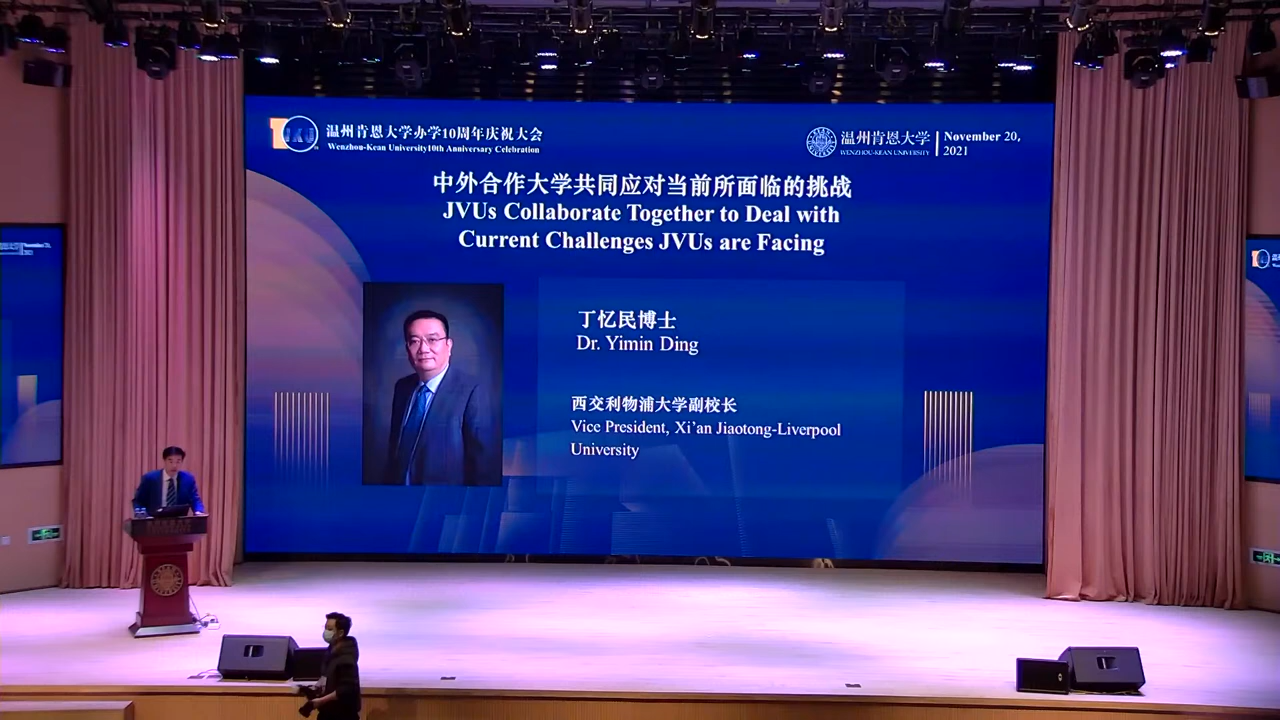 温州肯恩大学办学10周年庆祝大会
Wenzhou-Kean University10th Anniversary Celebration
温州肯恩大学
WENZHOU-KEAN UNIVERSITY
November 20,
2021
中外合作大学共同应对当前所面临的挑战
JVUs Collaborate Together to Deal with
Current Challenges JVUs are Facing
丁忆民博士
Dr. Yimin Ding
西交利物浦大学副校长
Vice President, Xi'an Jiaotong-Liverpool
University